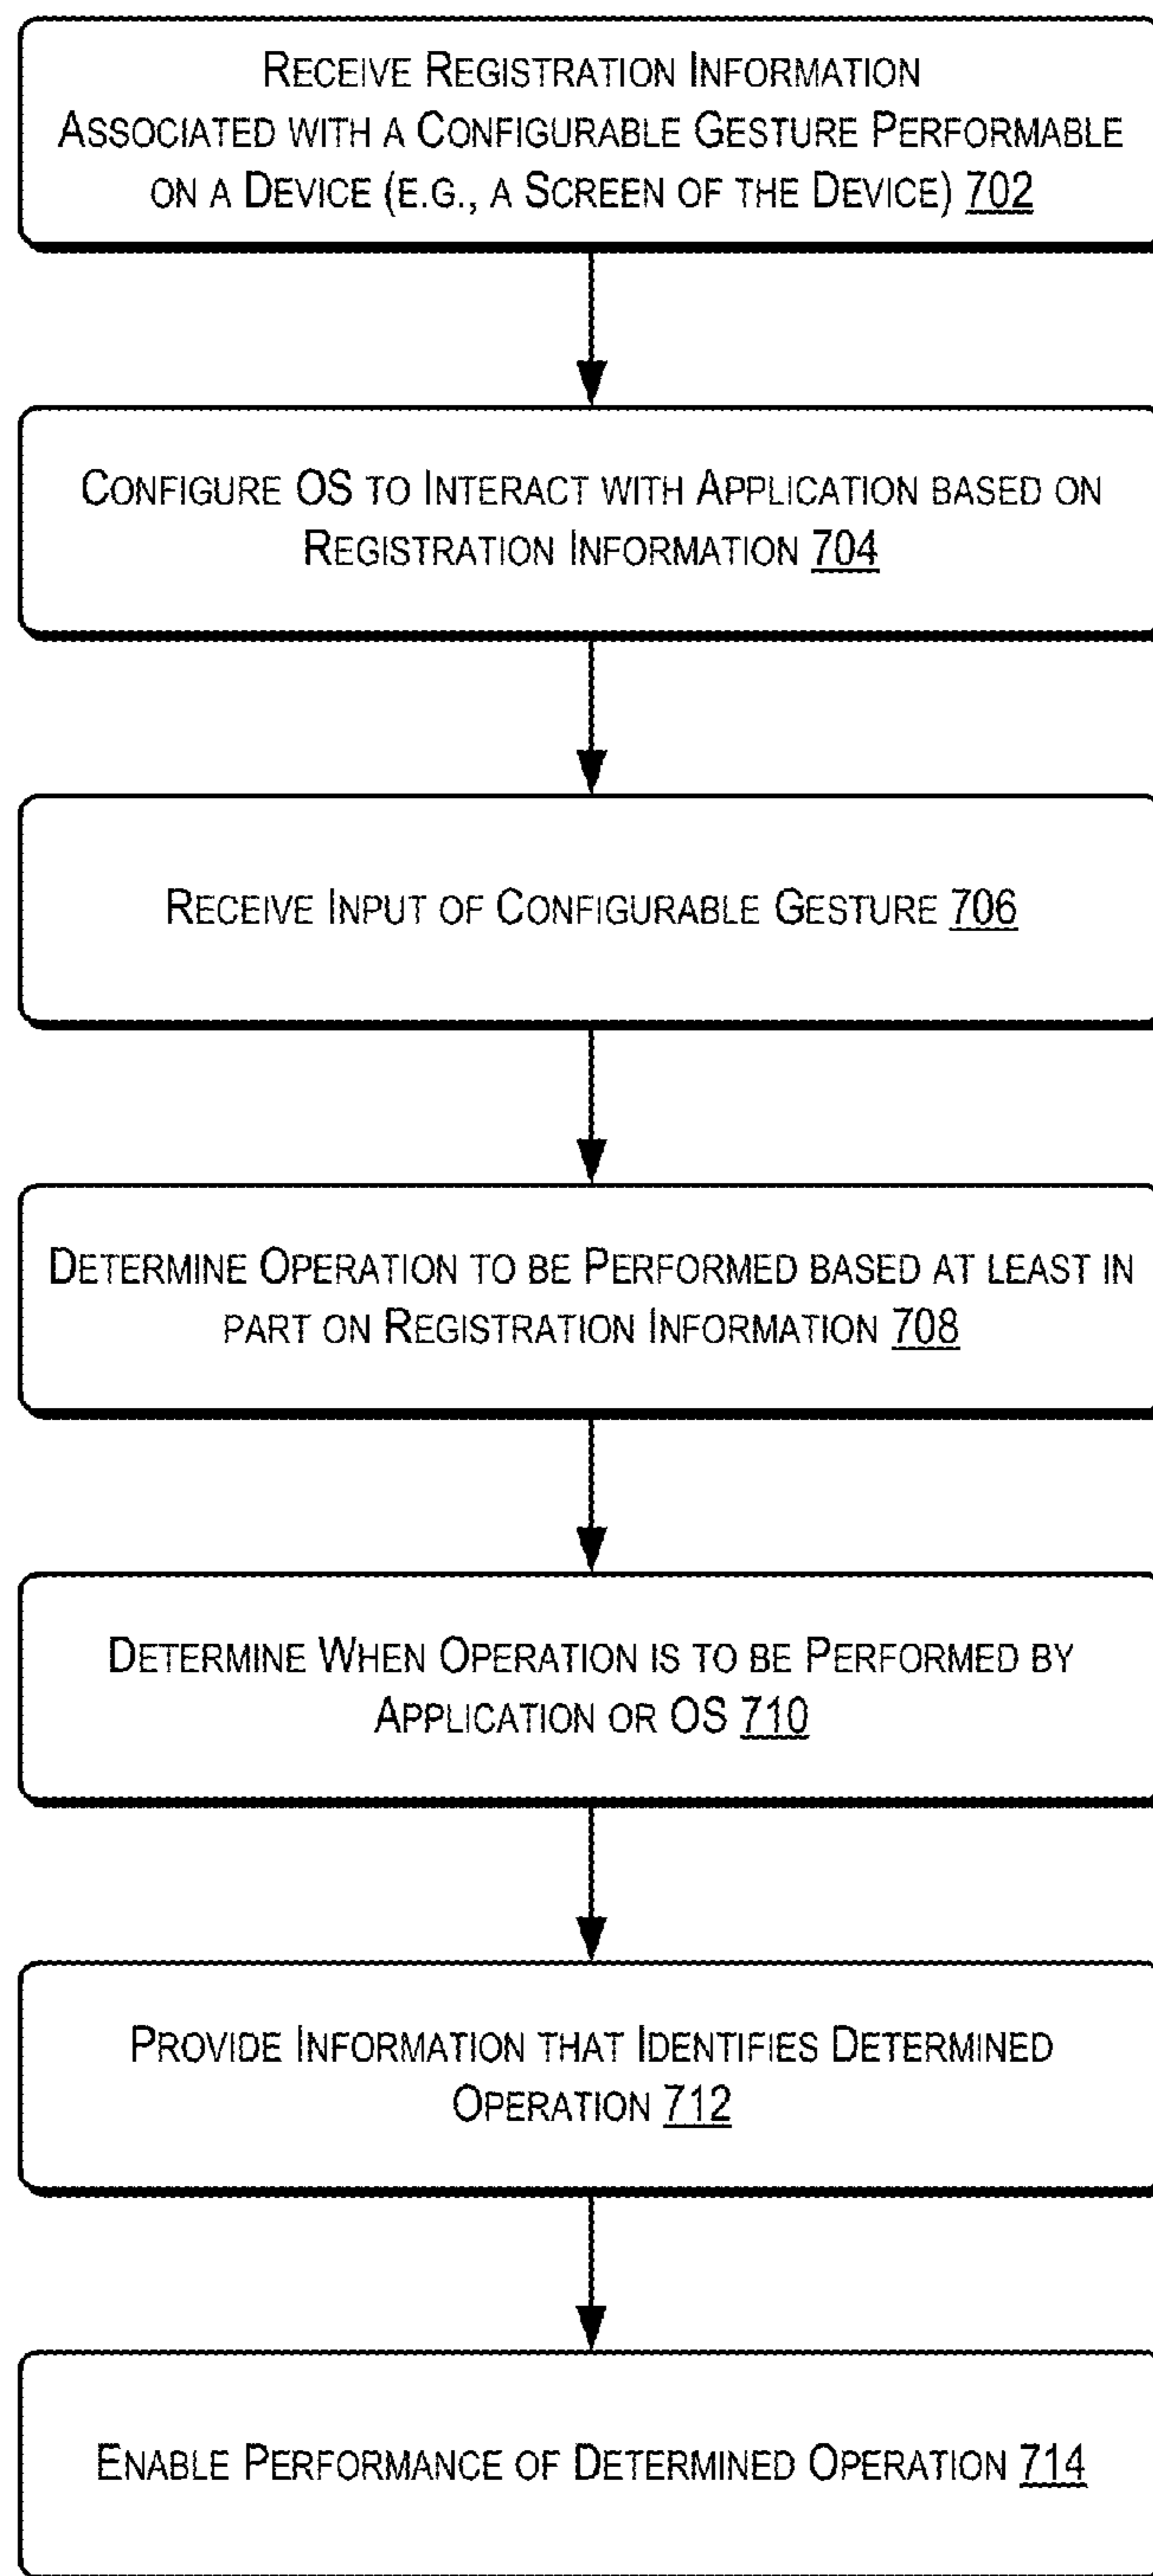 RECEIVE REGISTRATION INFORMATION
ASSOCIATED WITH A CONFIGURABLE GESTURE PERFORMABLE
ON A DEVICE (E.G., A SCREEN OF THE DEVICE) 702
CONFIGURE OS TO INTERACT WITH APPLICATION BASED ON
REGISTRATION INFORMATION 704
RECEIVE INPUT OF CONFIGURABLE GESTURE 706
DETERMINE OPERATION TO BE PERFORMED BASED AT LEAST IN
PART ON REGISTRATION INFORMATION 708
DETERMINE WHEN OPERATION IS TO BE PERFORMED BY
APPLICATION OR OS 710
PROVIDE INFORMATION THAT IDENTIFIES DETERMINED
OPERATION 712
ENABLE PERFORMANCE OF DETERMINED OPERATION 714